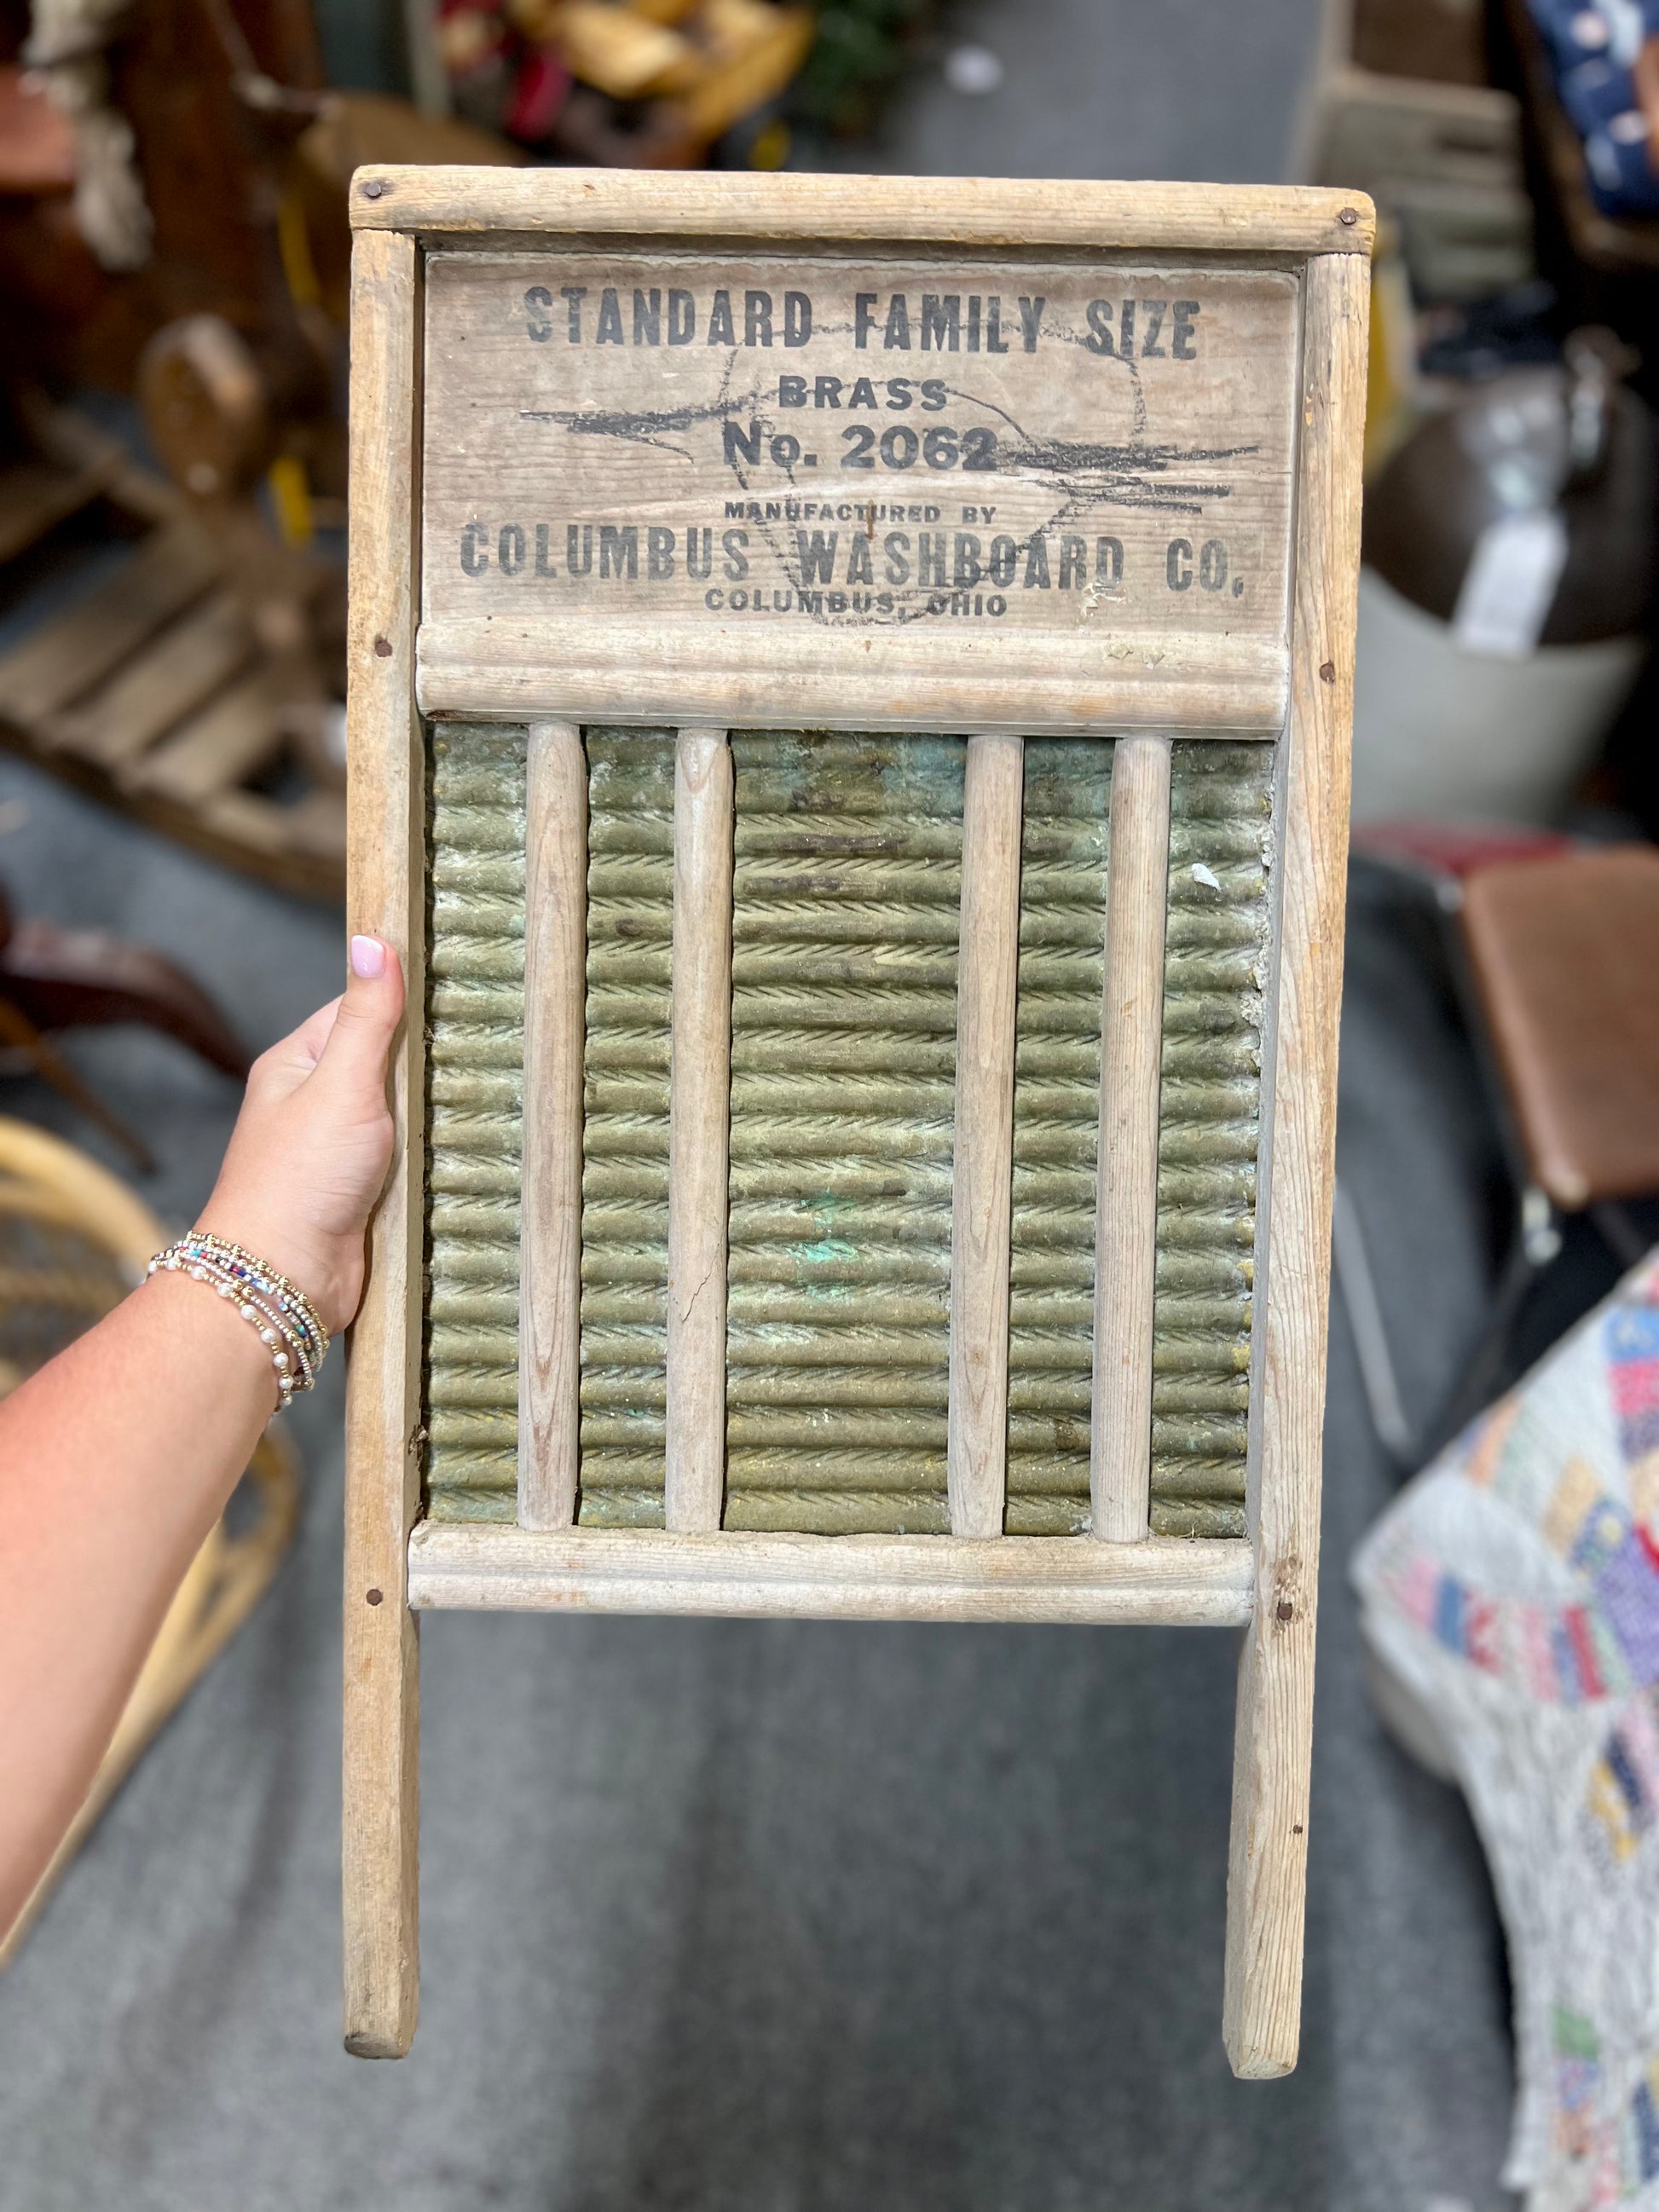 STANDARD FAMILY SIZE
BRASS
No. 2062
MANUFACTURED BY
COLUMBUS WASHBOARD CO.
COLUMBUS, OHIO